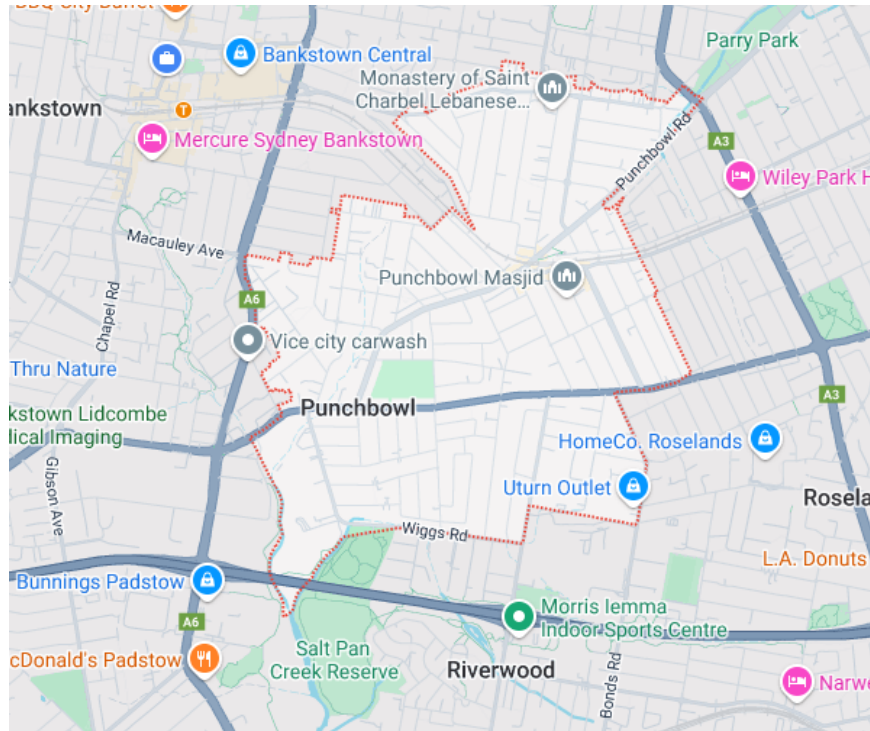 BBQ City Buffet
Bankstown Central
Parry Park
Monastery of Saint
Charbel Lebanese...
ankstown
T
Mercure Sydney Bankstown
Punchbowl Rd
A3
Wiley Park H
Macauley Ave
Chapel Rd
Punchbowl Masjid
A6
Vice city carwash
Thru Nature
Punchbowl
A3
kstown Lidcombe
dical Imaging
HomeCo. Roselands
Gibson Ave
Uturn Outlet
Rosela
Wiggs Rd
L.A. Donuts
Bunnings Padstow
Morris Iemma
Indoor Sports Centre
A6
Salt Pan
Creek Reserve
cDonald's Padstow
Riverwood
Bonds Rd
Narwe